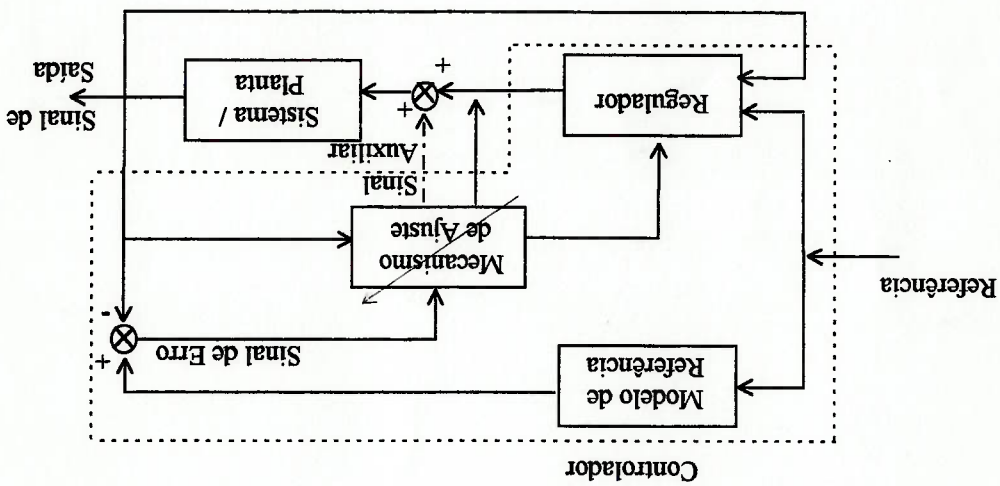 Controlador
Modelo de
Referência
+
-
Sinal de Erro
Referência
Mecanismo
de Ajuste
Sinal
Auxiliar
Regulador
+
+
Sistema /
Planta
Sinal de
Saída